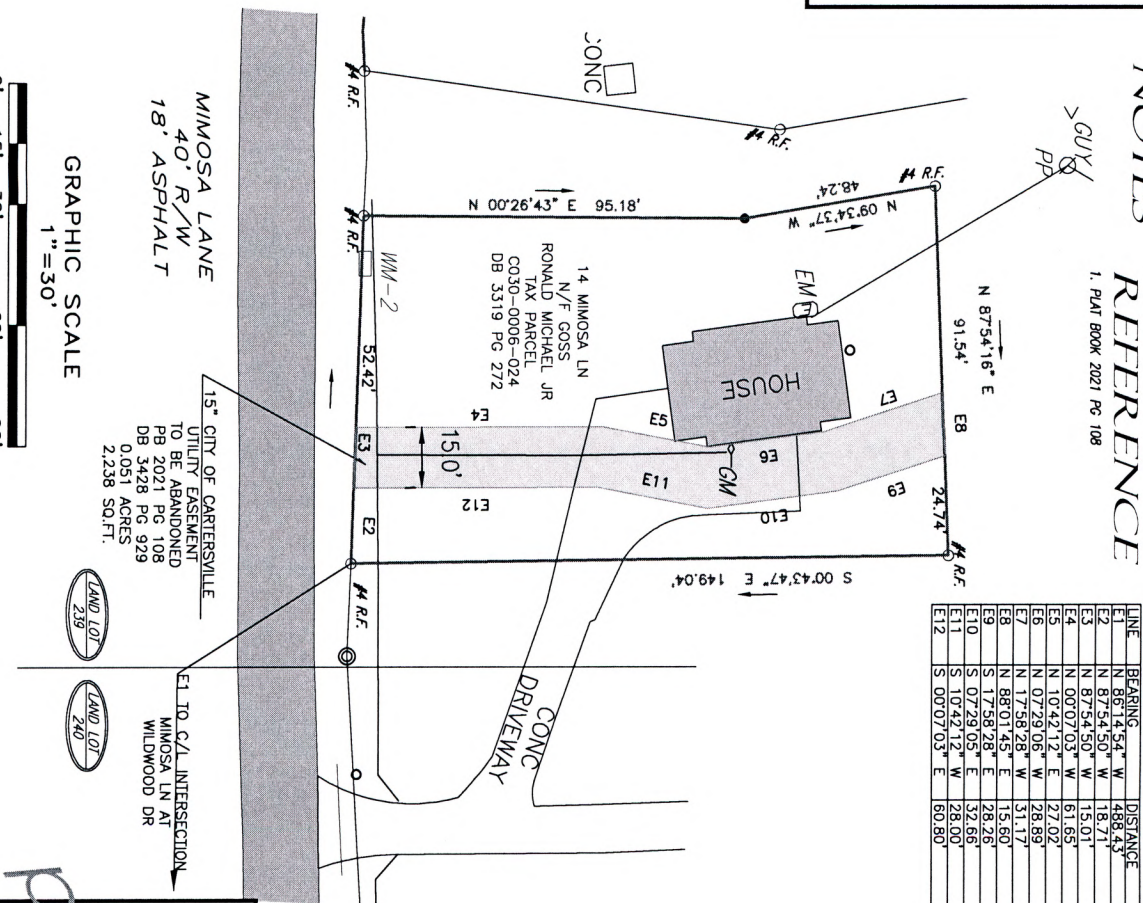 REFERENCE
1. PLAT BOOK 2021 PG 108
LINE BEARING DISTANCE
E1 N 86°14'54" W 488.43'
E2 N 87°54'50" W 18.71'
E3 N 87°54'50" W 15.01'
E4 N 00°07'03" W 61.65'
E5 N 10°42'12" E 27.02'
E6 N 07°29'06" W 28.89'
E7 N 17°58'28" W 31.17'
E8 N 88°01'45" E 15.60'
E9 S 17°58'28" E 28.26'
E10 S 07°29'05" E 32.66'
E11 S 10°42'12" W 28.00'
E12 S 00°07'03" E 60.80'
GUY
PP
CONC
#4 R.F.
#4 R.F.
#4 R.F.
N 09°34'37" W
48.24'
N 87°54'16" E
91.54'
E8
24.74'
#4 R.F.
N 00°26'43" E 95.18'
EM E
HOUSE
E7
E9
E5
E6
GM
E10
E11
S 00°43'47" E 149.04'
14 MIMOSA LN
N/F GOSS
RONALD MICHAEL JR
TAX PARCEL
C030-0006-024
DB 3319 PG 272
E4
15.0'
E12
WM-2
#4 R.F.
52.42'
E3
E2
#4 R.F.
CONC
DRIVEWAY
MIMOSA LANE
40' R/W
18' ASPHALT
15" CITY OF CARTERSVILLE
UTILITY EASEMENT
TO BE ABANDONED
PB 2021 PG 108
DB 3428 PG 929
0.051 ACRES
2,238 SQ.FT.
LAND LOT
239
LAND LOT
240
E1 TO C/L INTERSECTION
MIMOSA LN AT
WILDWOOD DR
GRAPHIC SCALE
1"=30'